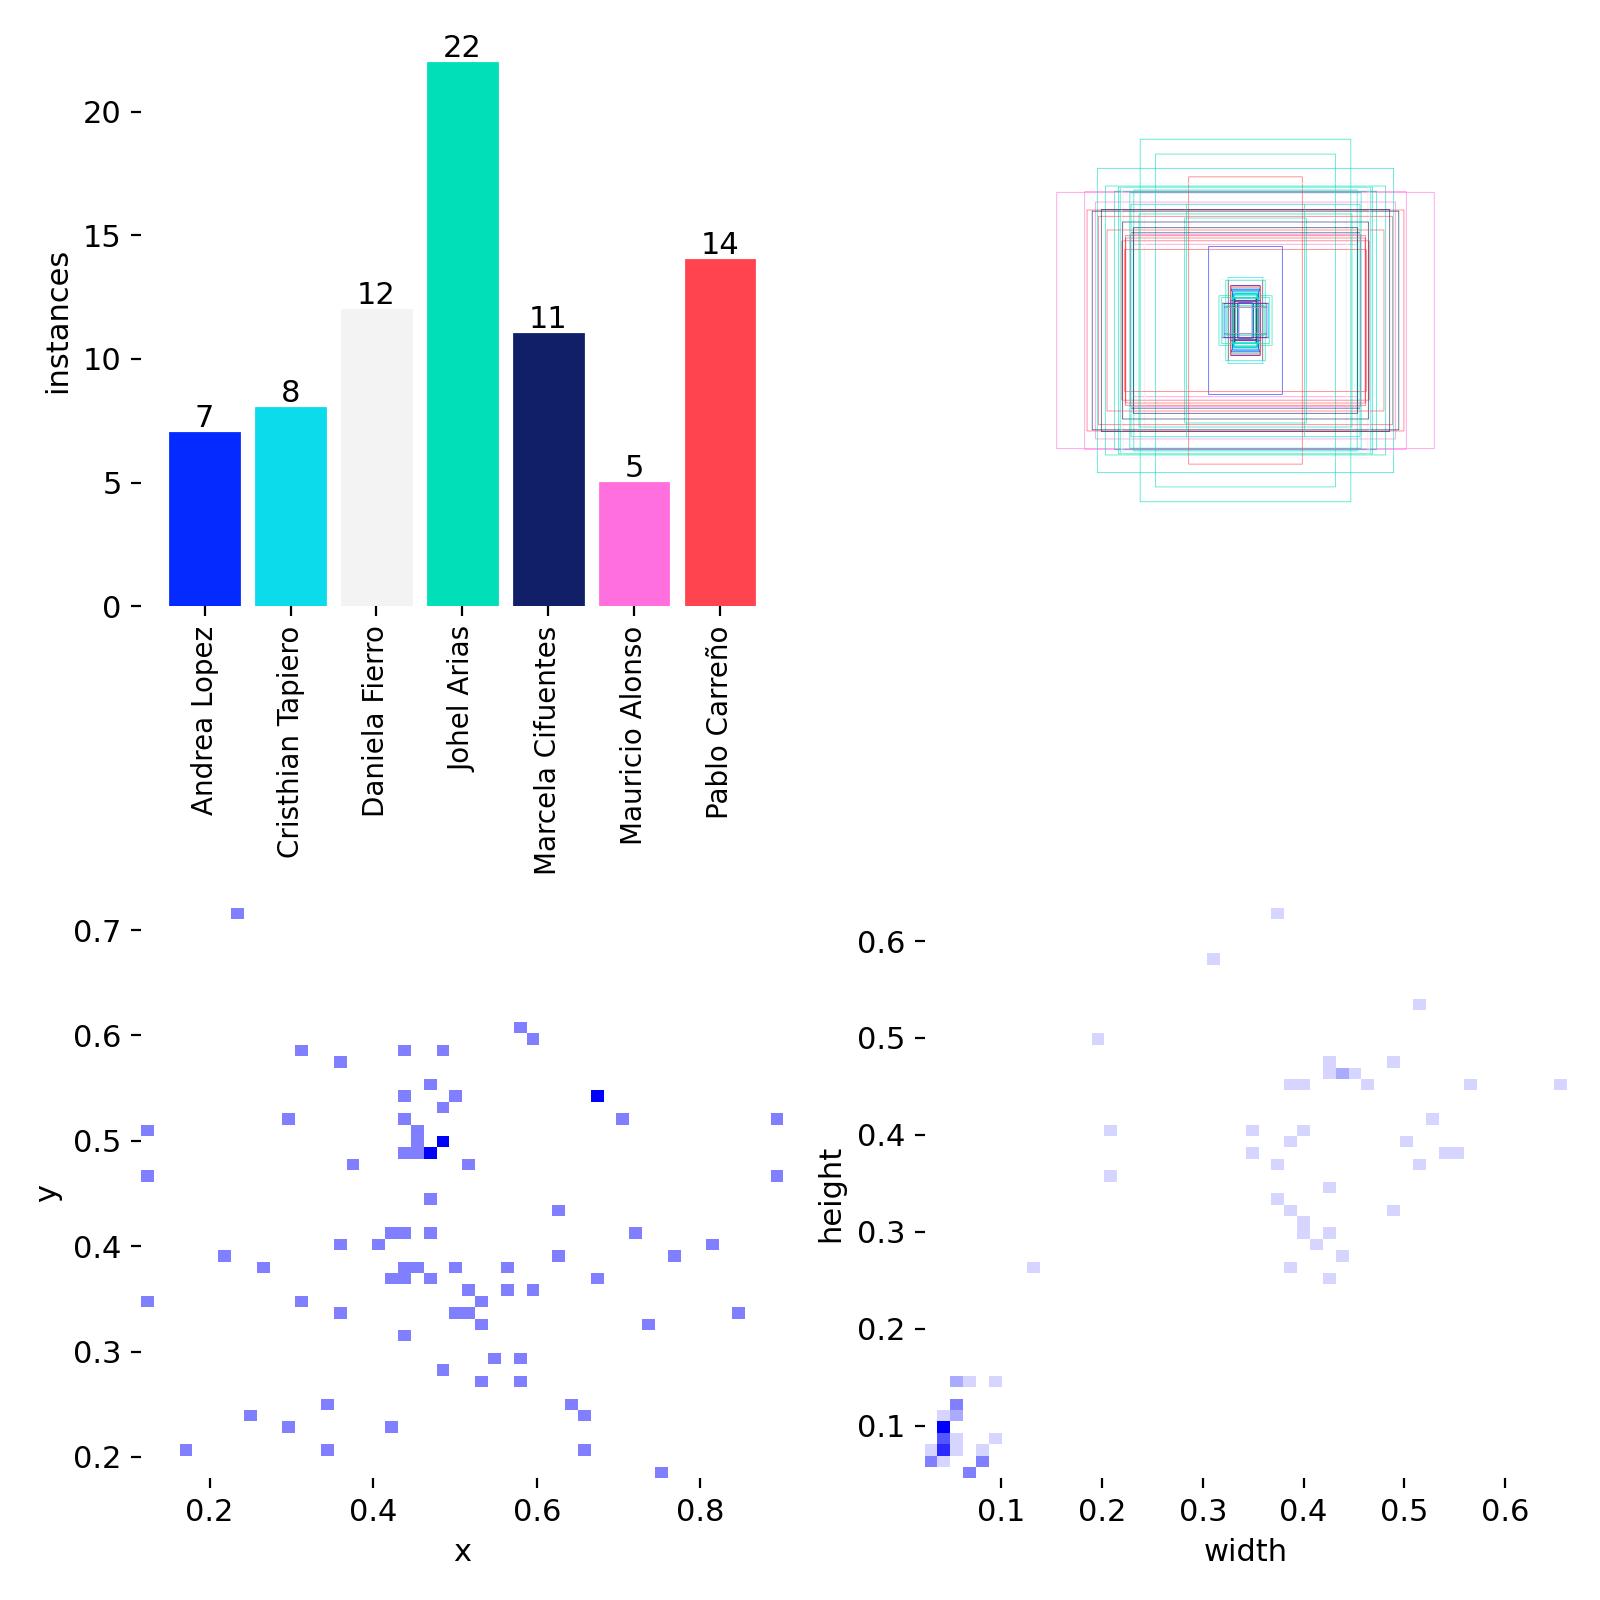 22
20
15
14
12
11
10
8
7
5
5
0
instances
Andrea Lopez
Cristhian Tapiero
Daniela Fierro
Johel Arias
Marcela Cifuentes
Mauricio Alonso
Pablo Carreño
0.7
0.6
0.5
0.4
0.3
0.2
y
0.2 0.4 0.6 0.8
x
0.6
0.5
0.4
0.3
0.2
0.1
height
0.1 0.2 0.3 0.4 0.5 0.6
width